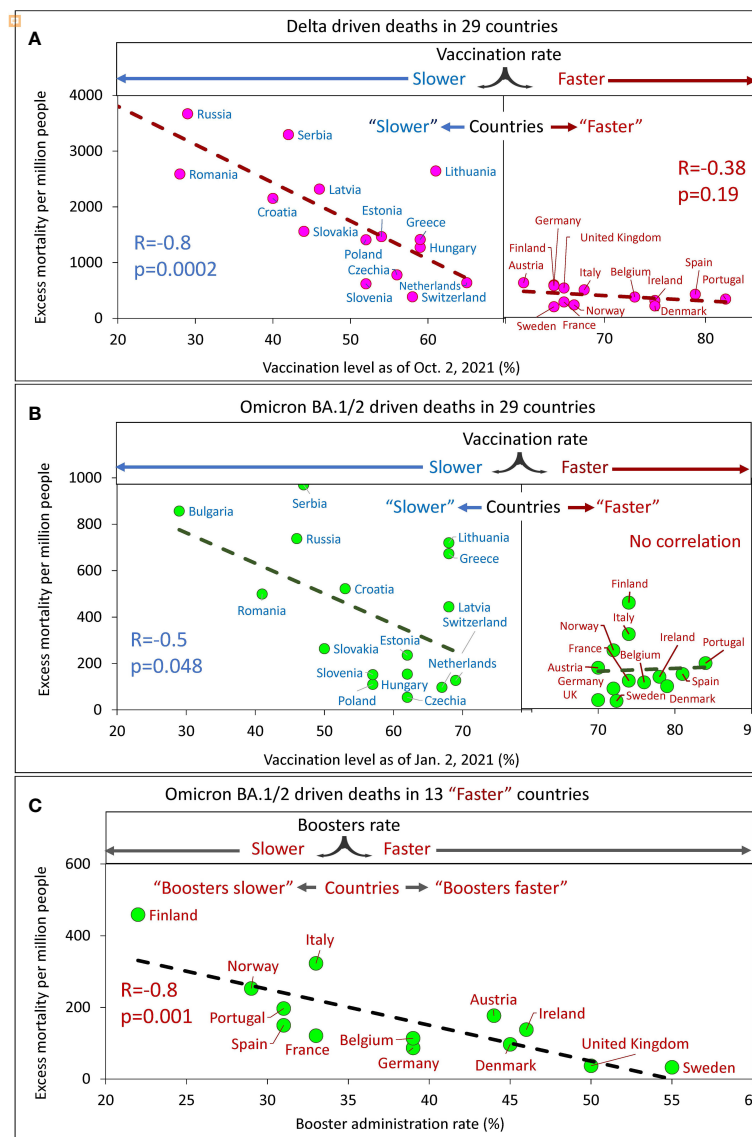 A
Delta driven deaths in 29 countries
Vaccination rate
Slower
Faster
4000
3000
2000
1000
0
Excess mortality per million people
“Slower” Countries “Faster”
Russia
Serbia
Romania
Lithuania
Latvia
Croatia
Estonia
Slovakia
Greece
Poland
Hungary
Czechia
Netherlands
Slovenia
Switzerland
R=-0.8
p=0.0002
R=-0.38
p=0.19
Germany
Finland
United Kingdom
Austria
Italy
Belgium
Spain
Ireland
Portugal
Sweden
France
Norway
Denmark
20 30 40 50 60 70 80
Vaccination level as of Oct. 2, 2021 (%)
B
Omicron BA.1/2 driven deaths in 29 countries
Vaccination rate
Slower
Faster
1000
800
600
400
200
0
Excess mortality per million people
“Slower” Countries “Faster”
Serbia
Bulgaria
Russia
Lithuania
Greece
Romania
Croatia
Latvia
Switzerland
Slovakia
Estonia
Netherlands
Slovenia
Hungary
Poland
Czechia
R=-0.5
p=0.048
No correlation
Finland
Italy
Norway
Ireland
Portugal
France
Belgium
Austria
Germany
Spain
UK
Sweden
Denmark
20 30 40 50 60 70 70 80 9
Vaccination level as of Jan. 2, 2021 (%)
C
Omicron BA.1/2 driven deaths in 13 “Faster” countries
Boosters rate
Slower
Faster
600
400
200
0
Excess mortality per million people
“Boosters slower” Countries “Boosters faster”
Finland
Italy
Norway
Portugal
Spain
France
Belgium
Germany
Austria
Ireland
Denmark
United Kingdom
Sweden
R=-0.8
p=0.001
20 25 30 35 40 45 50 55 6
Booster administration rate (%)